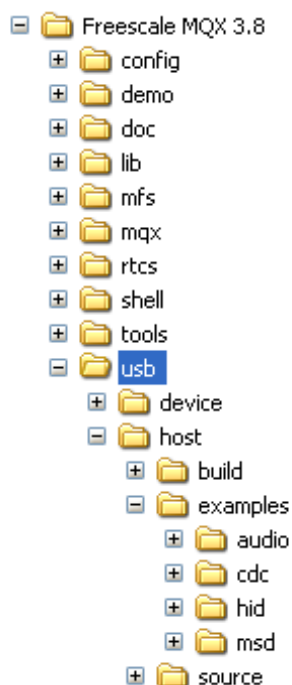 Freescale MQX 3.8
config
demo
doc
lib
mfs
mqx
rtcs
shell
tools
usb
device
host
build
examples
audio
cdc
hid
msd
source